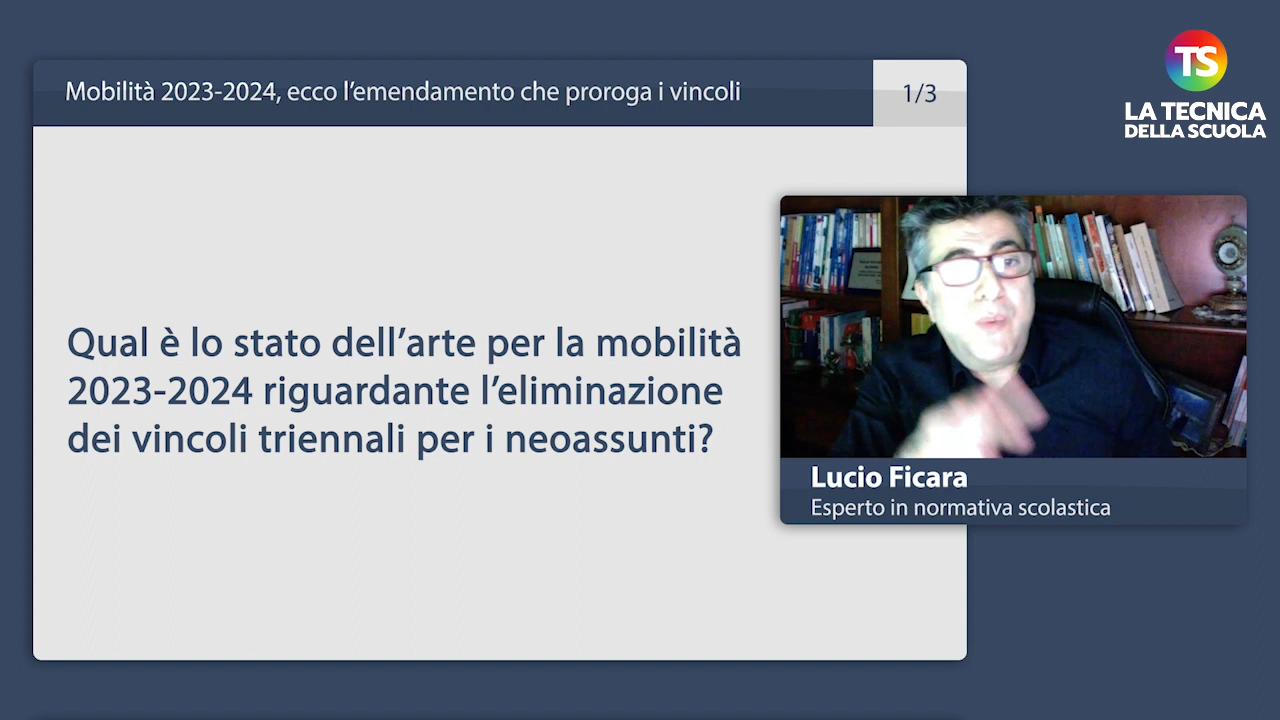 Mobilità 2023-2024, ecco l’emendamento che proroga i vincoli
1/3
TS
LA TECNICA
DELLA SCUOLA
Qual è lo stato dell’arte per la mobilità
2023-2024 riguardante l’eliminazione
dei vincoli triennali per i neoassunti?
Lucio Ficara
Esperto in normativa scolastica